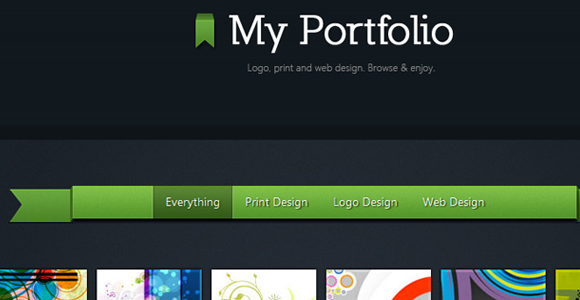 My Portfolio
Logo, print and web design. Browse & enjoy.
Everything Print Design Logo Design Web Design